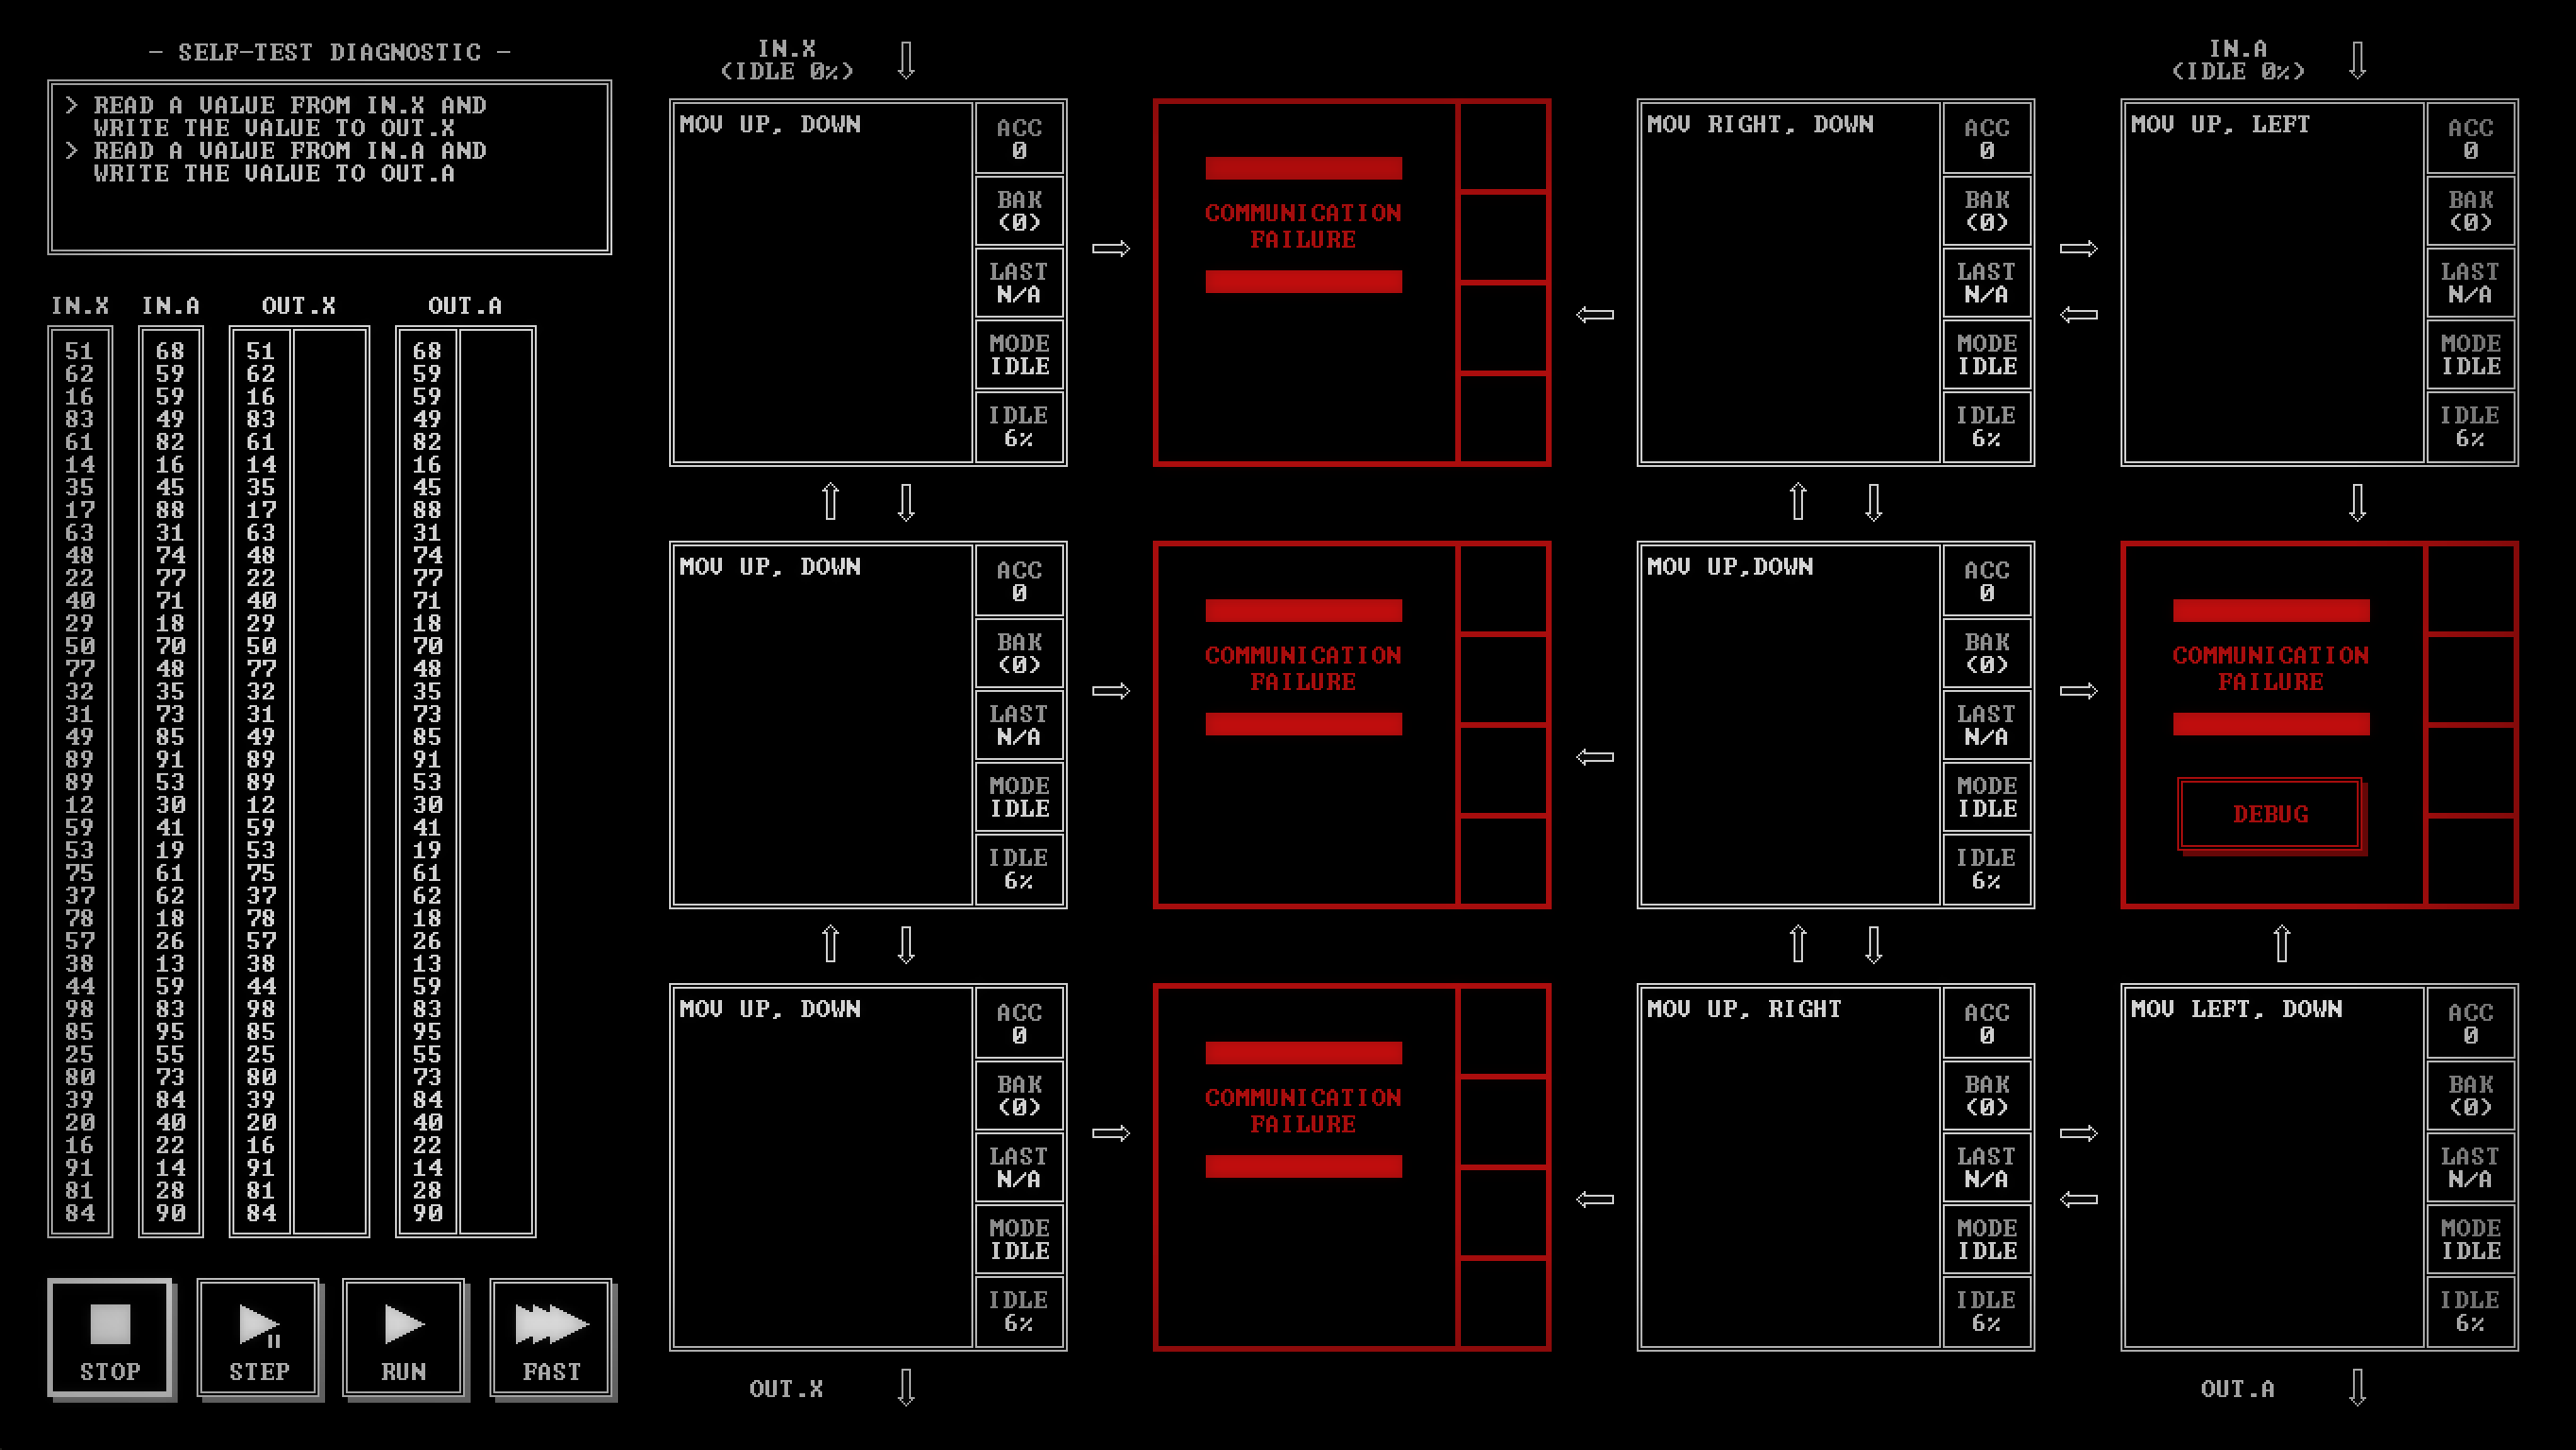 - SELF-TEST DIAGNOSTIC -
> READ A VALUE FROM IN.X AND
WRITE THE VALUE TO OUT.X
> READ A VALUE FROM IN.A AND
WRITE THE VALUE TO OUT.A
IN.X IN.A OUT.X OUT.A
51 68 51 68
62 59 62 59
16 59 16 59
83 49 83 49
61 82 61 82
14 16 14 16
35 45 35 45
17 88 17 88
63 31 63 31
48 74 48 74
22 77 22 77
40 71 40 71
29 18 29 18
50 70 50 70
77 48 77 48
32 35 32 35
31 73 31 73
49 85 49 85
89 91 89 91
89 53 89 53
12 30 12 30
59 41 59 41
53 19 53 19
75 61 75 61
37 62 37 62
78 18 78 18
57 26 57 26
38 13 38 13
44 59 44 59
98 83 98 83
85 95 85 95
25 55 25 55
80 73 80 73
39 84 39 84
20 40 20 40
16 22 16 22
91 14 91 14
81 28 81 28
84 90 84 90
STOP STEP RUN FAST
IN.X
(IDLE 0%)
IN.A
(IDLE 0%)
MOV UP, DOWN
ACC
0
BAK
(0)
LAST
N/A
MODE
IDLE
IDLE
6%
COMMUNICATION
FAILURE
MOV RIGHT, DOWN
ACC
0
BAK
(0)
LAST
N/A
MODE
IDLE
IDLE
6%
MOV UP, LEFT
ACC
0
BAK
(0)
LAST
N/A
MODE
IDLE
IDLE
6%
MOV UP, DOWN
ACC
0
BAK
(0)
LAST
N/A
MODE
IDLE
IDLE
6%
COMMUNICATION
FAILURE
MOV UP,DOWN
ACC
0
BAK
(0)
LAST
N/A
MODE
IDLE
IDLE
6%
COMMUNICATION
FAILURE
DEBUG
MOV UP, DOWN
ACC
0
BAK
(0)
LAST
N/A
MODE
IDLE
IDLE
6%
COMMUNICATION
FAILURE
MOV UP, RIGHT
ACC
0
BAK
(0)
LAST
N/A
MODE
IDLE
IDLE
6%
MOV LEFT, DOWN
ACC
0
BAK
(0)
LAST
N/A
MODE
IDLE
IDLE
6%
OUT.X
OUT.A